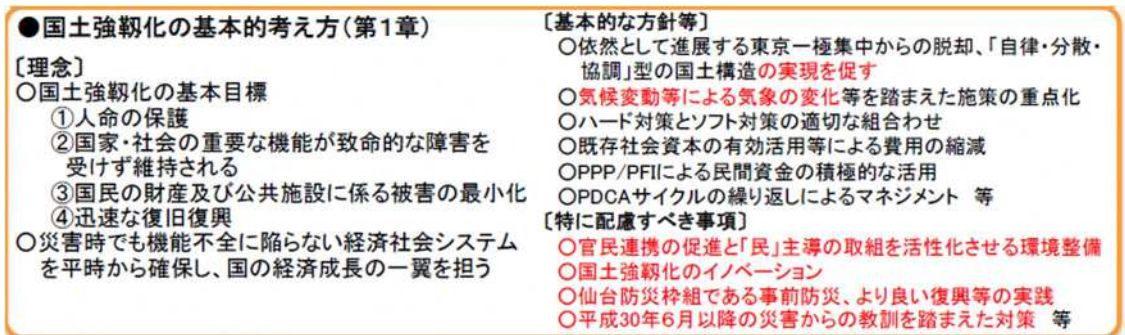 ●国土強靱化の基本的考え方(第1章)
〔理念〕
○国土強靱化の基本目標
①人命の保護
②国家・社会の重要な機能が致命的な障害を
受けず維持される
③国民の財産及び公共施設に係る被害の最小化
④迅速な復旧復興
○災害時でも機能不全に陥らない経済社会システム
を平時から確保し、国の経済成長の一翼を担う
〔基本的な方針等〕
○依然として進展する東京一極集中からの脱却、「自律・分散・
協調」型の国土構造の実現を促す
○気候変動等による気象の変化等を踏まえた施策の重点化
○ハード対策とソフト対策の適切な組合わせ
○既存社会資本の有効活用等による費用の縮減
○PPP/PFIによる民間資金の積極的な活用
○PDCAサイクルの繰り返しによるマネジメント 等
〔特に配慮すべき事項〕
○官民連携の促進と「民」主導の取組を活性化させる環境整備
○国土強靱化のイノベーション
○仙台防災枠組である事前防災、より良い復興等の実践
○平成30年6月以降の災害からの教訓を踏まえた対策 等